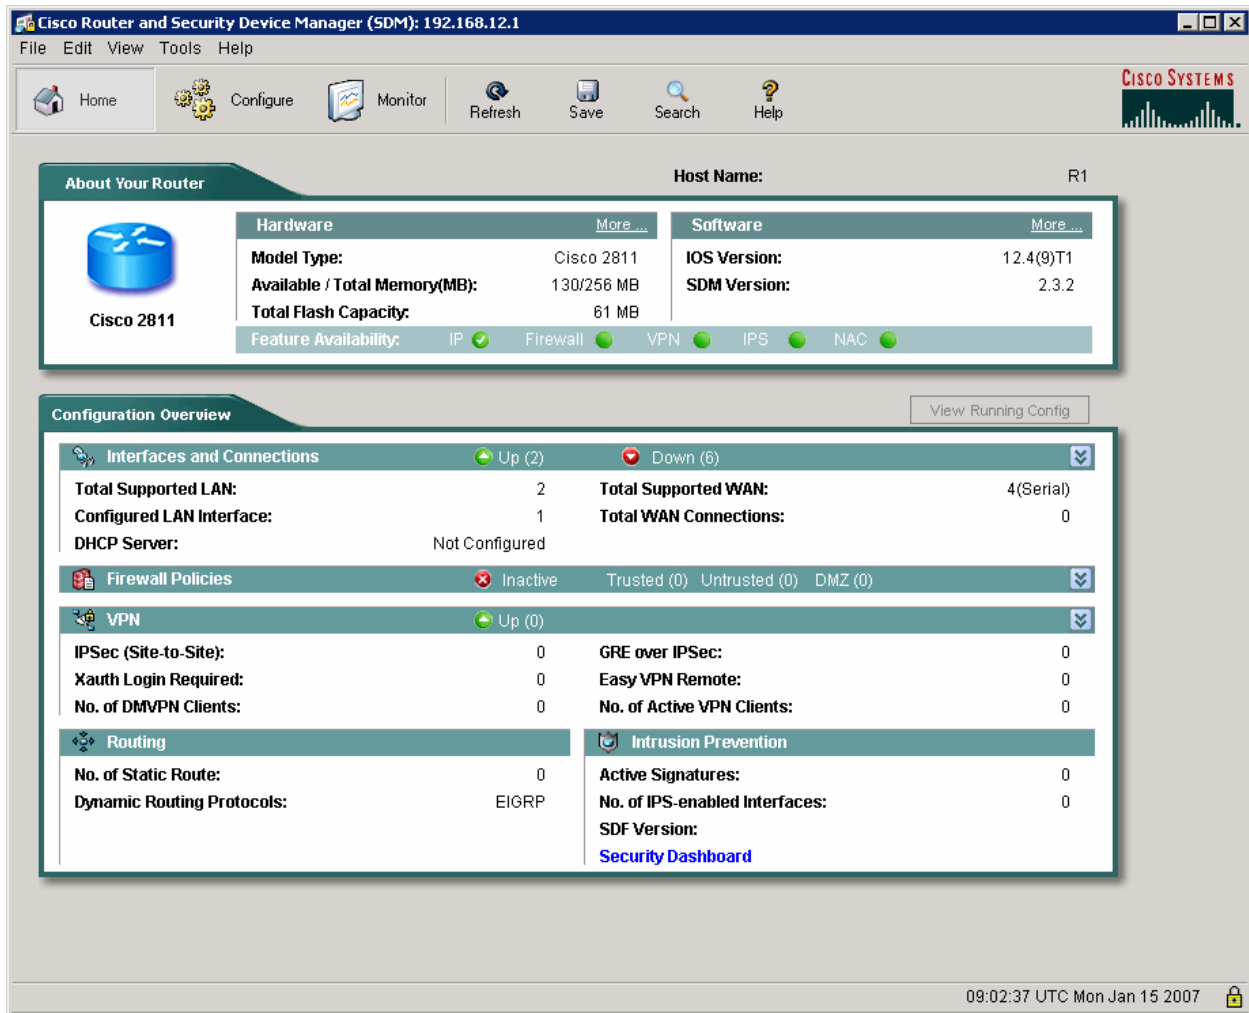 Cisco Router and Security Device Manager (SDM): 192.168.12.1
File Edit View Tools Help
Home Configure Monitor Refresh Save Search Help
CISCO SYSTEMS
About Your Router
Host Name: R1
Hardware More ... Software More ...
Model Type: Cisco 2811 IOS Version: 12.4(9)T1
Available / Total Memory(MB): 130/256 MB SDM Version: 2.3.2
Total Flash Capacity: 61 MB
Cisco 2811
Feature Availability: IP Firewall VPN IPS NAC
Configuration Overview View Running Config
Interfaces and Connections Up (2) Down (6)
Total Supported LAN: 2 Total Supported WAN: 4(Serial)
Configured LAN Interface: 1 Total WAN Connections: 0
DHCP Server: Not Configured
Firewall Policies Inactive Trusted (0) Untrusted (0) DMZ (0)
VPN Up (0)
IPSec (Site-to-Site): 0 GRE over IPSec: 0
Xauth Login Required: 0 Easy VPN Remote: 0
No. of DMVPN Clients: 0 No. of Active VPN Clients: 0
Routing Intrusion Prevention
No. of Static Route: 0 Active Signatures: 0
Dynamic Routing Protocols: EIGRP No. of IPS-enabled Interfaces: 0
SDF Version:
Security Dashboard
09:02:37 UTC Mon Jan 15 2007